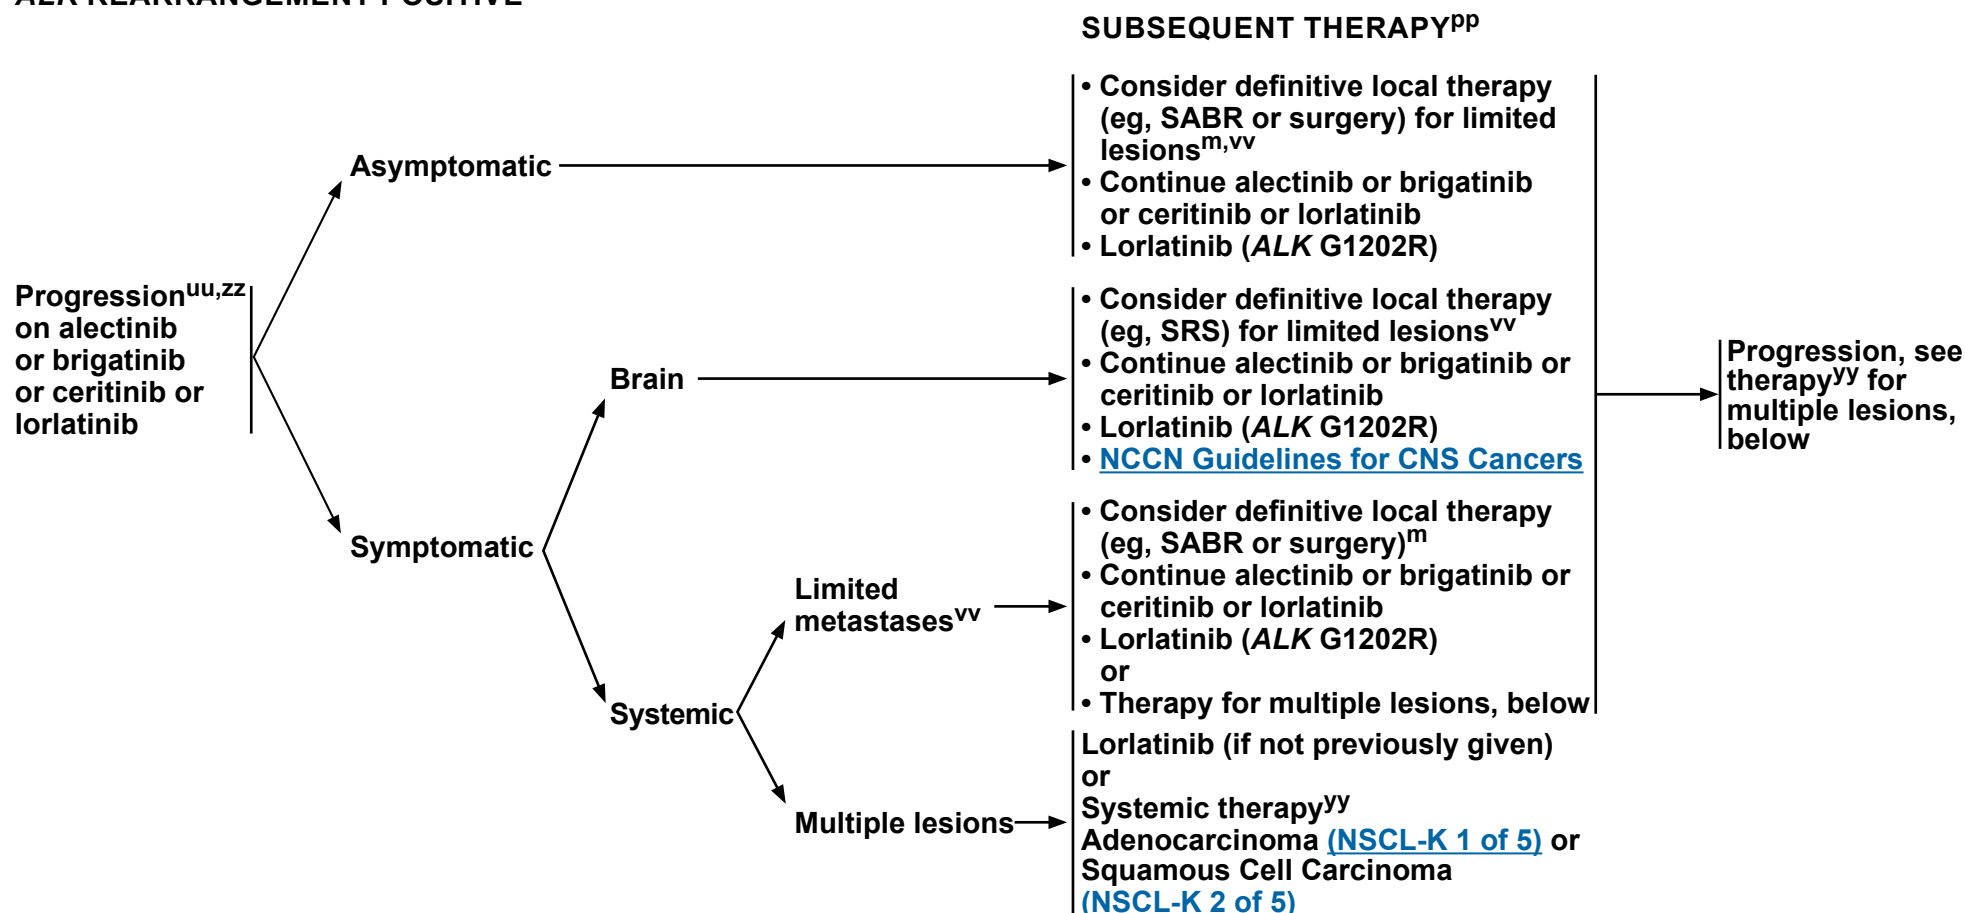 ALK REARRANGEMENT POSITIVE
SUBSEQUENT THERAPYpp
Progressionuu,zz
on alectinib
or brigatinib
or ceritinib or
lorlatinib
Asymptomatic
• Consider definitive local therapy
(eg, SABR or surgery) for limited
lesionsm,vv
• Continue alectinib or brigatinib
or ceritinib or lorlatinib
• Lorlatinib (ALK G1202R)
Symptomatic
Brain
• Consider definitive local therapy
(eg, SRS) for limited lesionsvv
• Continue alectinib or brigatinib or
ceritinib or lorlatinib
• Lorlatinib (ALK G1202R)
• NCCN Guidelines for CNS Cancers
Systemic
Limited
metastasesvv
• Consider definitive local therapy
(eg, SABR or surgery)m
• Continue alectinib or brigatinib or
ceritinib or lorlatinib
• Lorlatinib (ALK G1202R)
or
• Therapy for multiple lesions, below
Multiple lesions
Lorlatinib (if not previously given)
or
Systemic therapyyy
Adenocarcinoma (NSCL-K 1 of 5) or
Squamous Cell Carcinoma
(NSCL-K 2 of 5)
Progression, see
therapyyy for
multiple lesions,
below